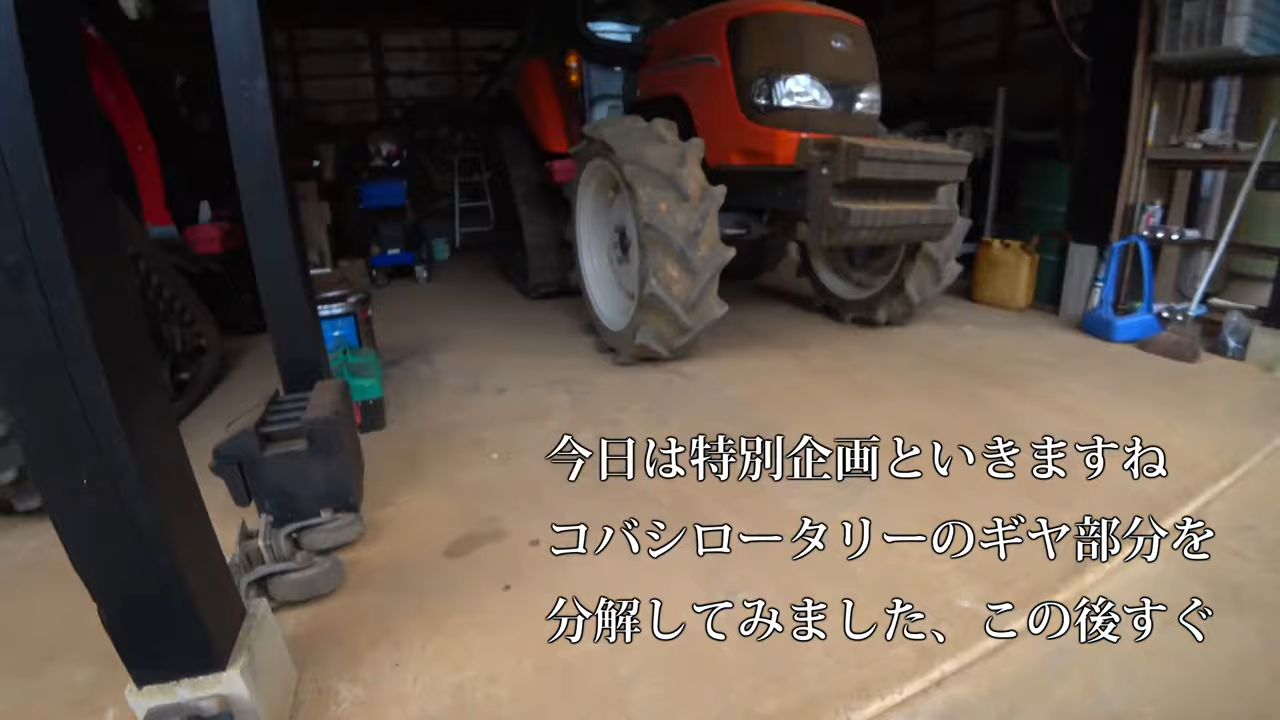 今日は特別企画といきますね
コバシロータリーのギヤ部分を
分解してみました、この後すぐ